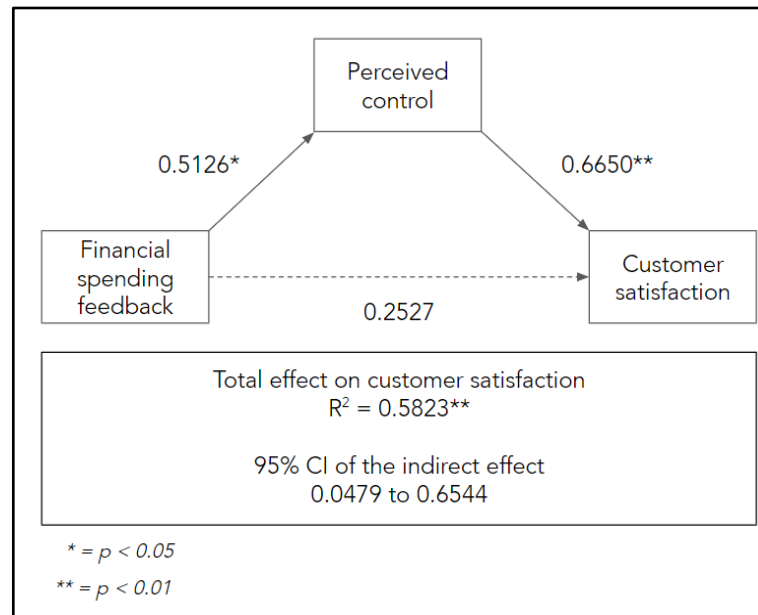 Perceived
control
0.5126*
0.6650**
Financial
spending
feedback
Customer
satisfaction
0.2527
Total effect on customer satisfaction
R² = 0.5823**
95% CI of the indirect effect
0.0479 to 0.6544
* = p < 0.05
** = p < 0.01